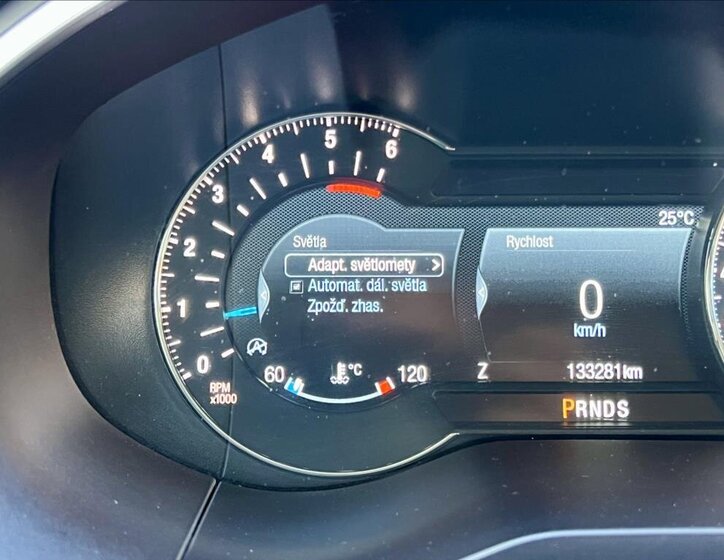 0
1
2
3
4
5
6
RPM
x1000
Světla
Adapt. světlomety >
Automat. dál. světla
Zpožď. zhas.
60
°C
120
25°C
Rychlost
0
km/h
Z
133281km
PRNDS